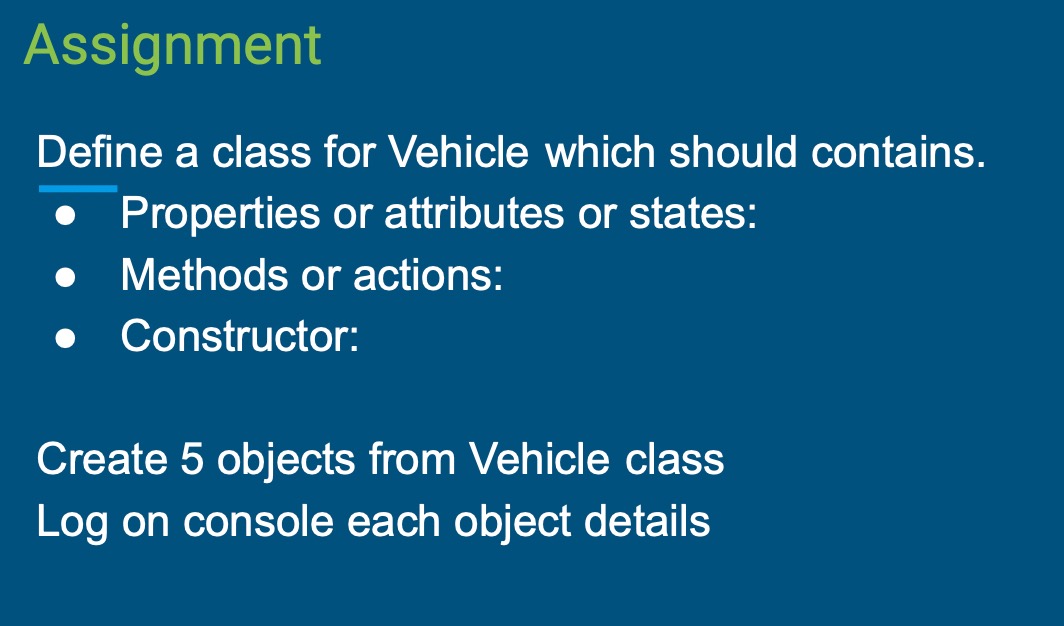 Assignment
Define a class for Vehicle which should contains.
● Properties or attributes or states:
● Methods or actions:
● Constructor:
Create 5 objects from Vehicle class
Log on console each object details